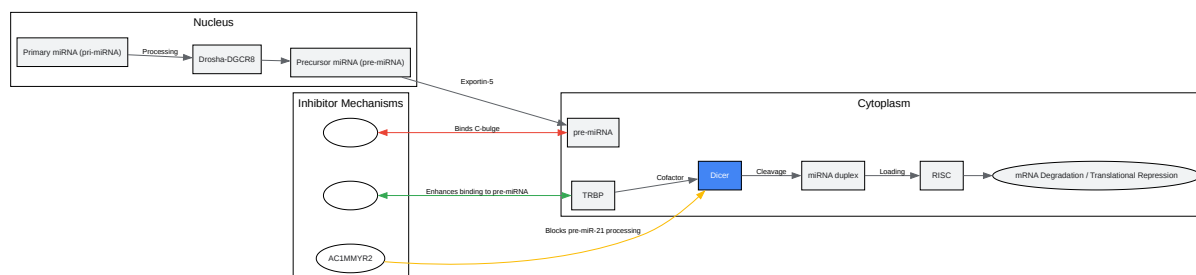 Nucleus
Primary miRNA (pri-miRNA)
Processing
Drosha-DGCR8
Precursor miRNA (pre-miRNA)
Exportin-5
Inhibitor Mechanisms
Cytoplasm
Binds C-bulge
pre-miRNA
Enhances binding to pre-miRNA
TRBP
Cofactor
Dicer
Cleavage
miRNA duplex
Loading
RISC
mRNA Degradation / Translational Repression
Blocks pre-miR-21 processing
AC1MMYR2